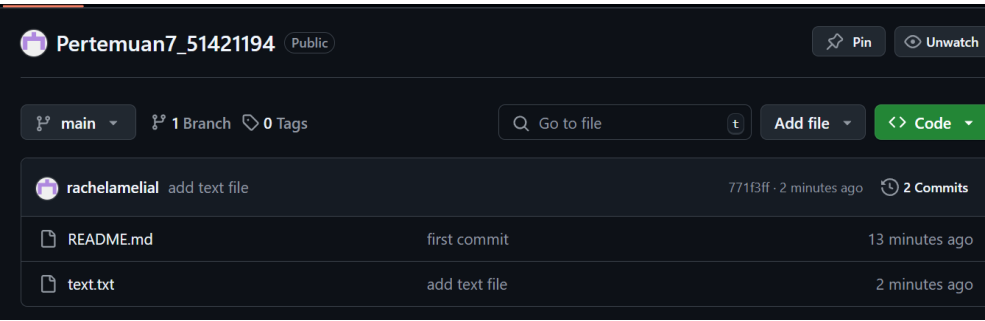 Pertemuan7_51421194 Public Pin Unwatch
main 1 Branch 0 Tags Go to file t Add file Code
rachelamelial add text file 771f3ff · 2 minutes ago 2 Commits
README.md first commit 13 minutes ago
text.txt add text file 2 minutes ago